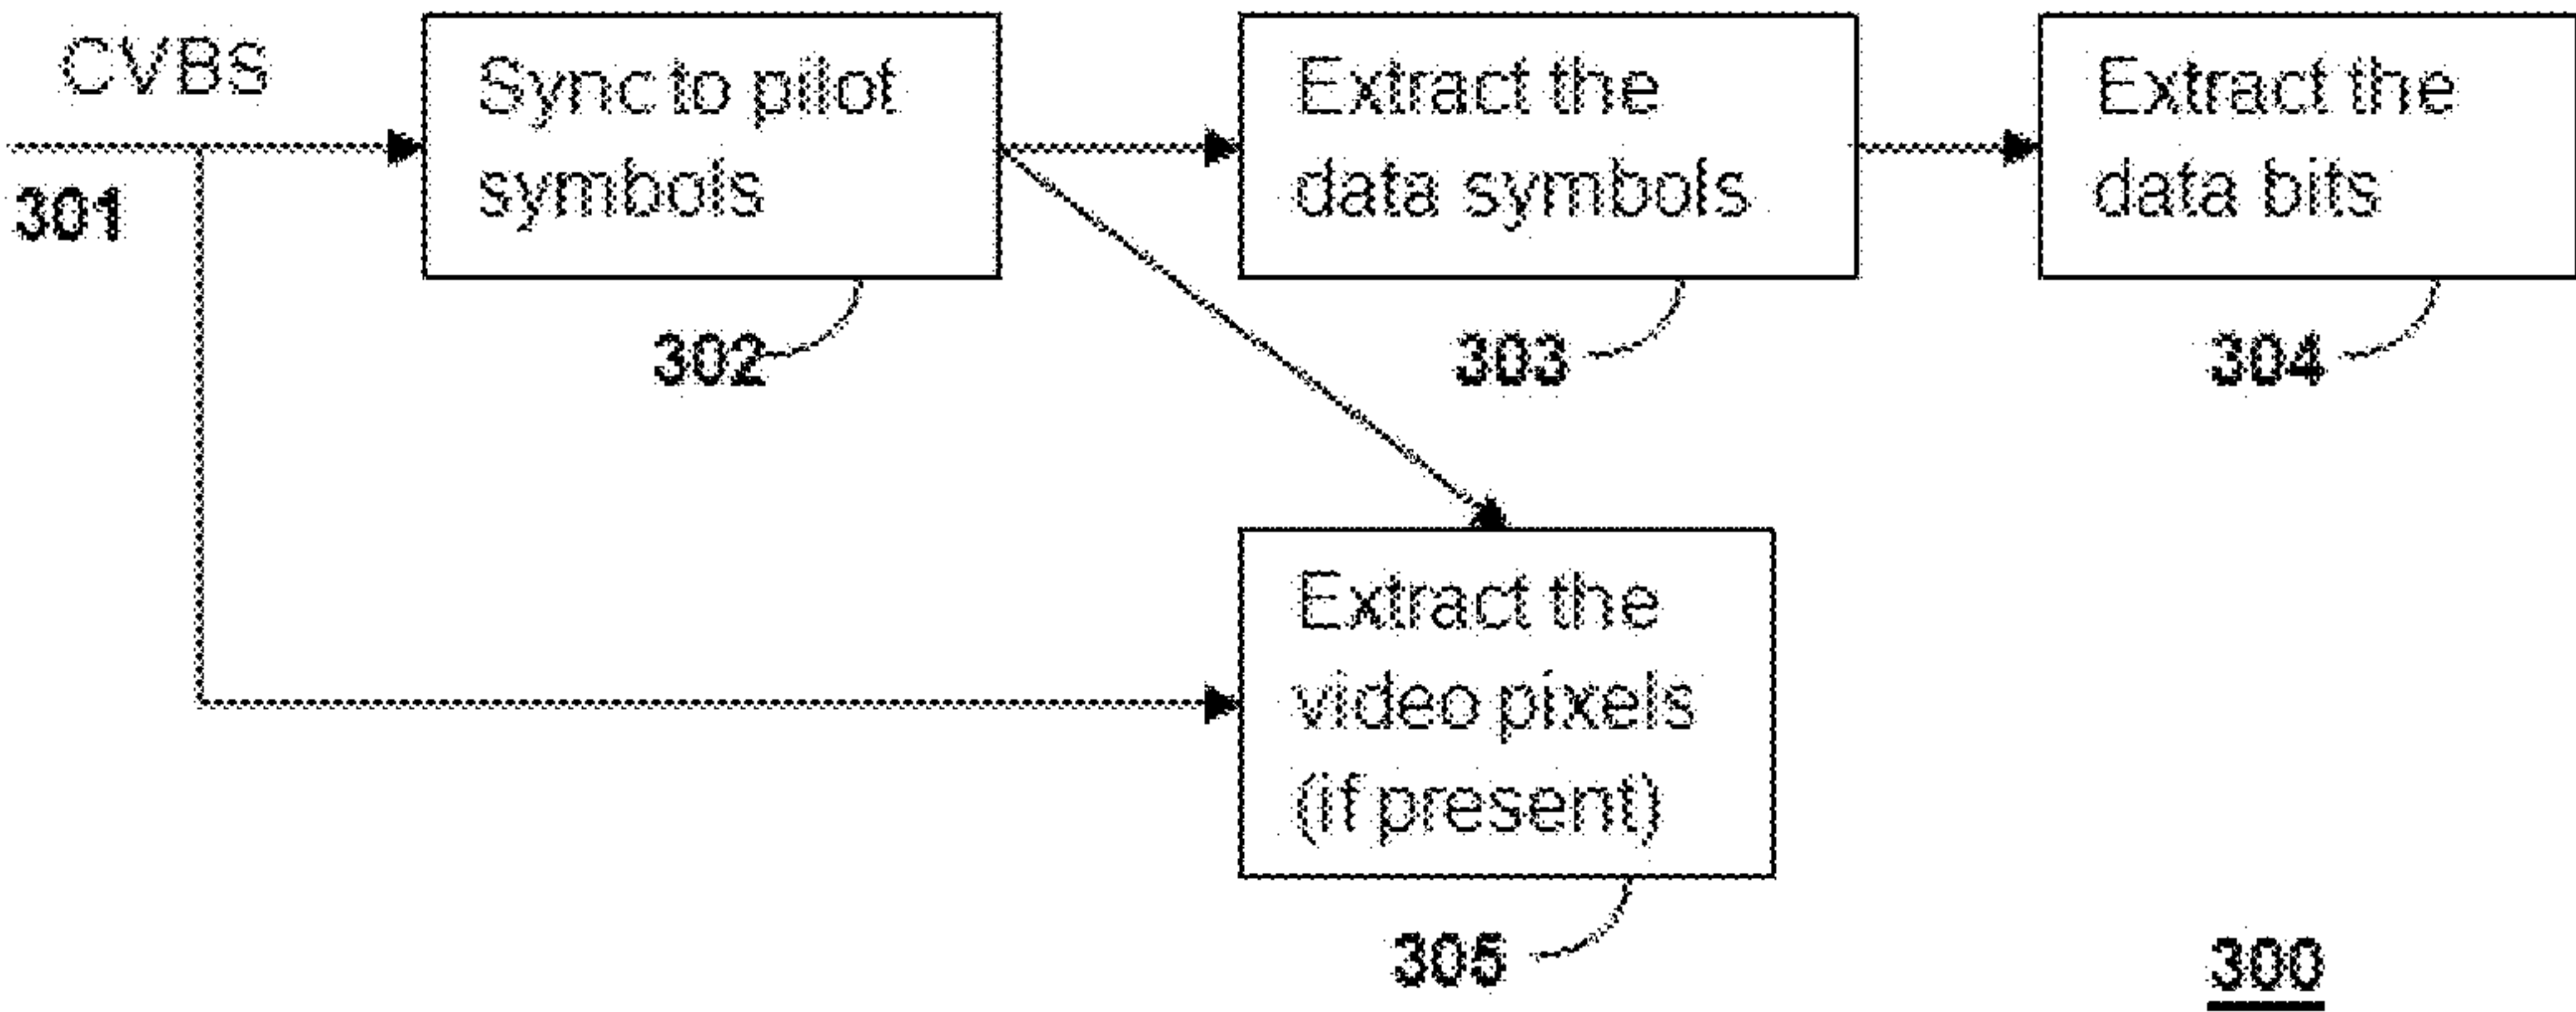 CVBS
301
Sync to pilot
symbols
302
Extract the
data symbols
303
Extract the
data bits
304
Extract the
video pixels
(if present)
305
300